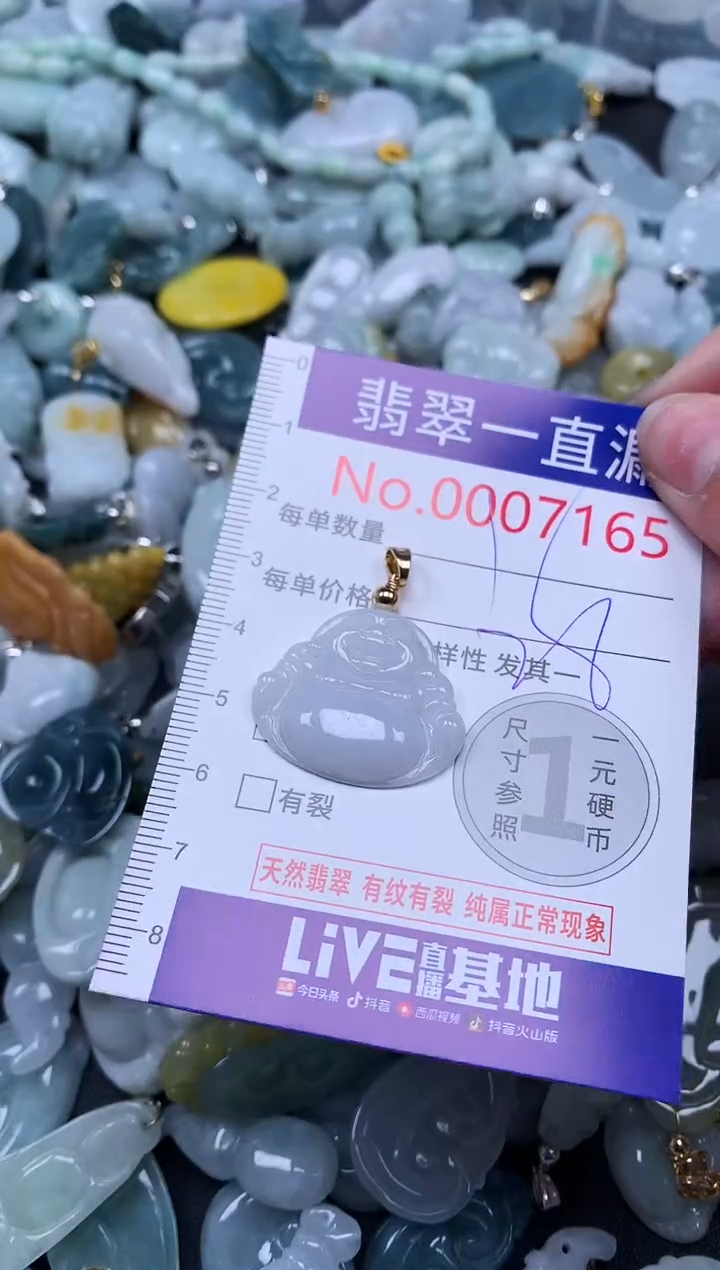 0
翡翠一直漏
1
No.0007165
2
每单数量
3
每单价格
4
样性 发其一
5
尺寸参照
1
一元硬币
6
有裂
7
天然翡翠 有纹有裂 纯属正常现象
8
LiVE直播基地
今日头条 抖音 西瓜视频 抖音火山版